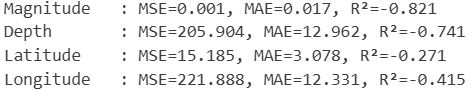 Magnitude : MSE=0.001, MAE=0.017, R²=-0.821
Depth : MSE=205.904, MAE=12.962, R²=-0.741
Latitude : MSE=15.185, MAE=3.078, R²=-0.271
Longitude : MSE=221.888, MAE=12.331, R²=-0.415